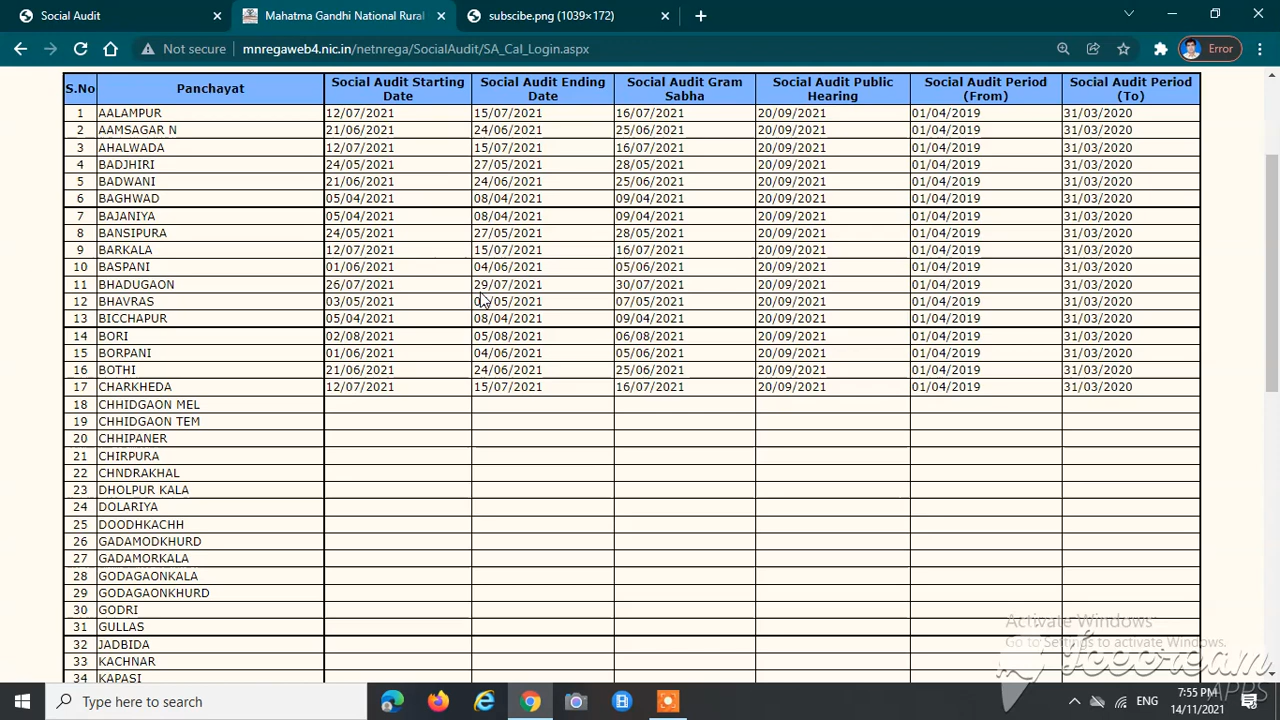 Social Audit
Mahatma Gandhi National Rural
subscibe.png (1039×172)
Not secure mnregaweb4.nic.in/netnrega/SocialAudit/SA_Cal_Login.aspx Error
S.No Panchayat Social Audit Starting Date Social Audit Ending Date Social Audit Gram Sabha Social Audit Public Hearing Social Audit Period (From) Social Audit Period (To)
1 AALAMPUR 12/07/2021 15/07/2021 16/07/2021 20/09/2021 01/04/2019 31/03/2020
2 AAMSAGAR N 21/06/2021 24/06/2021 25/06/2021 20/09/2021 01/04/2019 31/03/2020
3 AHALWADA 12/07/2021 15/07/2021 16/07/2021 20/09/2021 01/04/2019 31/03/2020
4 BADJHIRI 24/05/2021 27/05/2021 28/05/2021 20/09/2021 01/04/2019 31/03/2020
5 BADWANI 21/06/2021 24/06/2021 25/06/2021 20/09/2021 01/04/2019 31/03/2020
6 BAGHWAD 05/04/2021 08/04/2021 09/04/2021 20/09/2021 01/04/2019 31/03/2020
7 BAJANIYA 05/04/2021 08/04/2021 09/04/2021 20/09/2021 01/04/2019 31/03/2020
8 BANSIPURA 24/05/2021 27/05/2021 28/05/2021 20/09/2021 01/04/2019 31/03/2020
9 BARKALA 12/07/2021 15/07/2021 16/07/2021 20/09/2021 01/04/2019 31/03/2020
10 BASPANI 01/06/2021 04/06/2021 05/06/2021 20/09/2021 01/04/2019 31/03/2020
11 BHADUGAON 26/07/2021 29/07/2021 30/07/2021 20/09/2021 01/04/2019 31/03/2020
12 BHAVRAS 03/05/2021 /05/2021 07/05/2021 20/09/2021 01/04/2019 31/03/2020
13 BICCHAPUR 05/04/2021 08/04/2021 09/04/2021 20/09/2021 01/04/2019 31/03/2020
14 BORI 02/08/2021 05/08/2021 06/08/2021 20/09/2021 01/04/2019 31/03/2020
15 BORPANI 01/06/2021 04/06/2021 05/06/2021 20/09/2021 01/04/2019 31/03/2020
16 BOTHI 21/06/2021 24/06/2021 25/06/2021 20/09/2021 01/04/2019 31/03/2020
17 CHARKHEDA 12/07/2021 15/07/2021 16/07/2021 20/09/2021 01/04/2019 31/03/2020
18 CHHIDGAON MEL
19 CHHIDGAON TEM
20 CHHIPANER
21 CHIRPURA
22 CHNDRAKHAL
23 DHOLPUR KALA
24 DOLARIYA
25 DOODHKACHH
26 GADAMODKHURD
27 GADAMORKALA
28 GODAGAONKALA
29 GODAGAONKHURD
30 GODRI
31 GULLAS
32 JADBIDA
33 KACHNAR
34 KAPASI
Activate Windows
Go to Settings to activate Windows.
Icecream
APPS
Type here to search
ENG
7:55 PM
14/11/2021